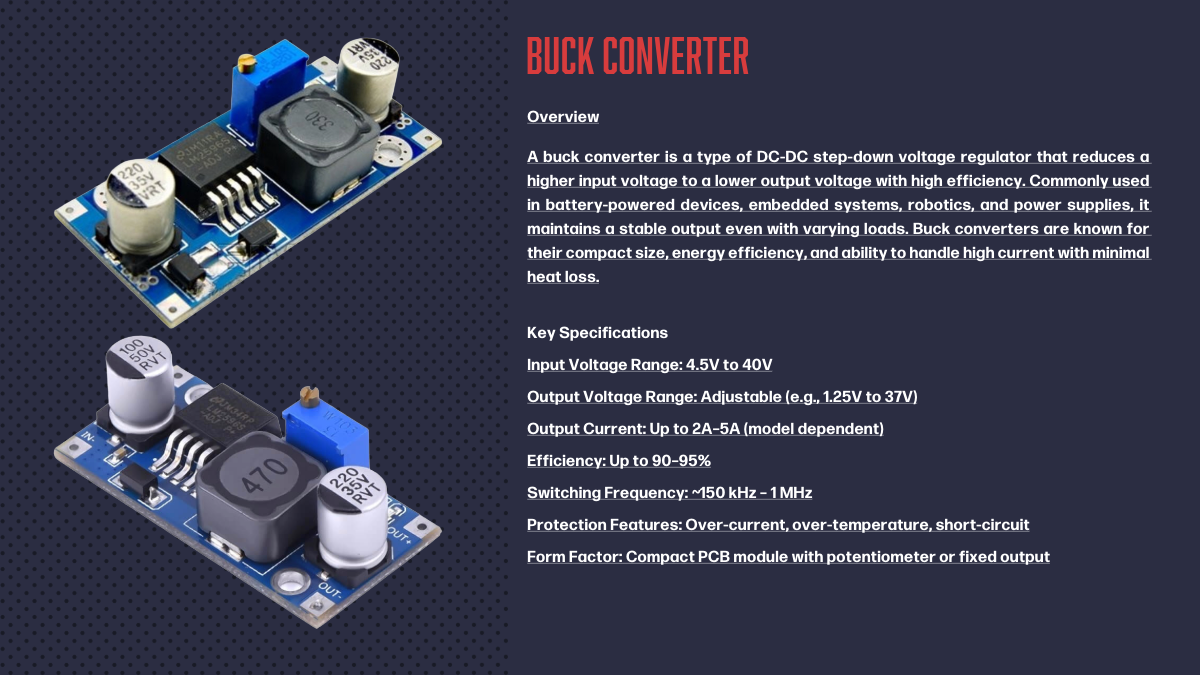 BUCK CONVERTER
Overview
A buck converter is a type of DC-DC step-down voltage regulator that reduces a
higher input voltage to a lower output voltage with high efficiency. Commonly used
in battery-powered devices, embedded systems, robotics, and power supplies, it
maintains a stable output even with varying loads. Buck converters are known for
their compact size, energy efficiency, and ability to handle high current with minimal
heat loss.
Key Specifications
Input Voltage Range: 4.5V to 40V
Output Voltage Range: Adjustable (e.g., 1.25V to 37V)
Output Current: Up to 2A–5A (model dependent)
Efficiency: Up to 90–95%
Switching Frequency: ~150 kHz – 1 MHz
Protection Features: Over-current, over-temperature, short-circuit
Form Factor: Compact PCB module with potentiometer or fixed output
220
35V
VRT
330
220
35V
VRT
LM2596S
100
50V
RVT
IN-
LM2596S
470
220
35V
RVT
OUT+
OUT-